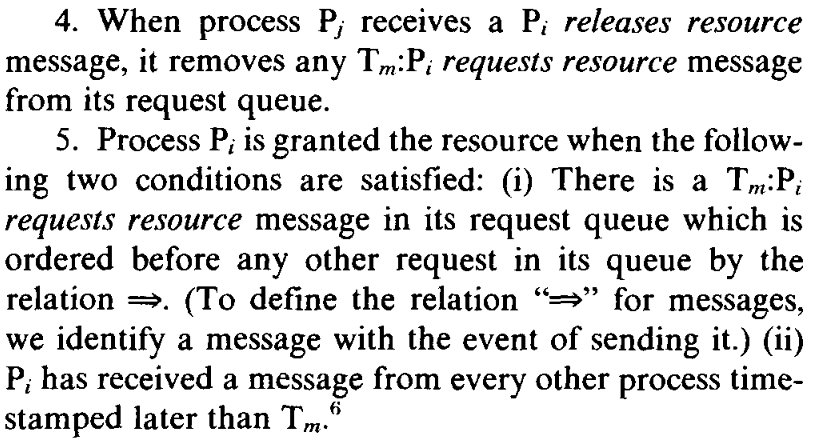 4. When process Pj receives a Pi releases resource
message, it removes any Tm:Pi requests resource message
from its request queue.
5. Process Pi is granted the resource when the follow-
ing two conditions are satisfied: (i) There is a Tm:Pi
requests resource message in its request queue which is
ordered before any other request in its queue by the
relation ⇒. (To define the relation “⇒” for messages,
we identify a message with the event of sending it.) (ii)
Pi has received a message from every other process time-
stamped later than Tm.6